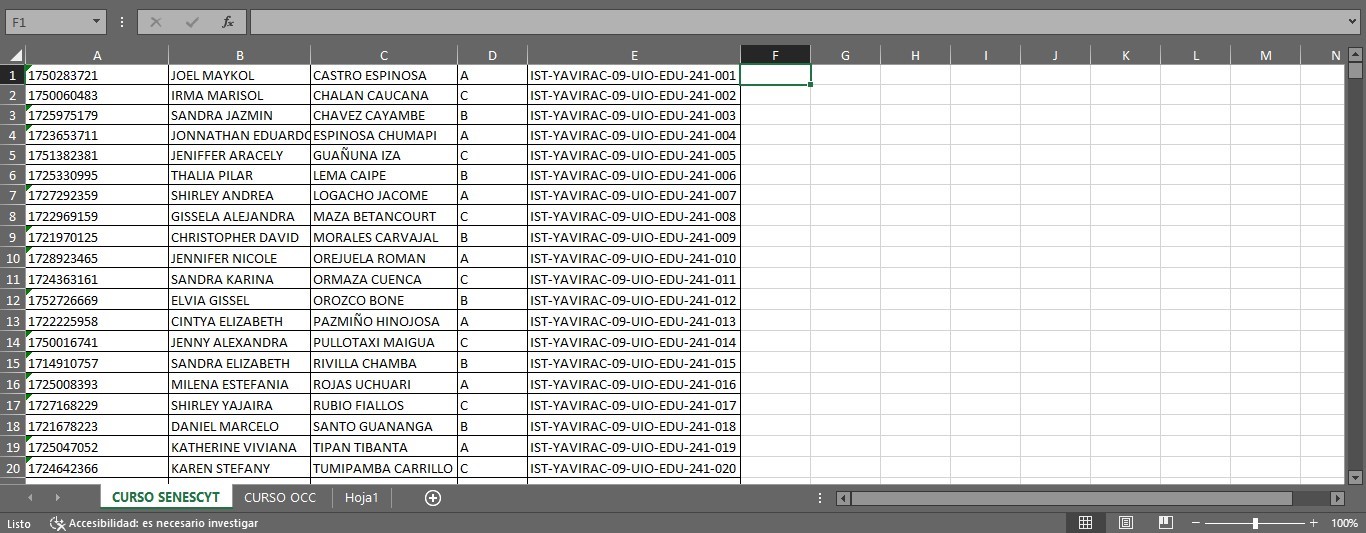 F1 fx
A B C D E F G H I J K L M N
1 1750283721 JOEL MAYKOL CASTRO ESPINOSA A IST-YAVIRAC-09-UIO-EDU-241-001
2 1750060483 IRMA MARISOL CHALAN CAUCANA C IST-YAVIRAC-09-UIO-EDU-241-002
3 1725975179 SANDRA JAZMIN CHAVEZ CAYAMBE B IST-YAVIRAC-09-UIO-EDU-241-003
4 1723653711 JONNATHAN EDUARDO ESPINOSA CHUMAPI A IST-YAVIRAC-09-UIO-EDU-241-004
5 1751382381 JENIFFER ARACELY GUAÑUNA IZA C IST-YAVIRAC-09-UIO-EDU-241-005
6 1725330995 THALIA PILAR LEMA CAIPE B IST-YAVIRAC-09-UIO-EDU-241-006
7 1727292359 SHIRLEY ANDREA LOGACHO JACOME A IST-YAVIRAC-09-UIO-EDU-241-007
8 1722969159 GISSELA ALEJANDRA MAZA BETANCOURT C IST-YAVIRAC-09-UIO-EDU-241-008
9 1721970125 CHRISTOPHER DAVID MORALES CARVAJAL B IST-YAVIRAC-09-UIO-EDU-241-009
10 1728923465 JENNIFER NICOLE OREJUELA ROMAN A IST-YAVIRAC-09-UIO-EDU-241-010
11 1724363161 SANDRA KARINA ORMAZA CUENCA C IST-YAVIRAC-09-UIO-EDU-241-011
12 1752726669 ELVIA GISSEL OROZCO BONE B IST-YAVIRAC-09-UIO-EDU-241-012
13 1722225958 CINTYA ELIZABETH PAZMIÑO HINOJOSA A IST-YAVIRAC-09-UIO-EDU-241-013
14 1750016741 JENNY ALEXANDRA PULLOTAXI MAIGUA C IST-YAVIRAC-09-UIO-EDU-241-014
15 1714910757 SANDRA ELIZABETH RIVILLA CHAMBA B IST-YAVIRAC-09-UIO-EDU-241-015
16 1725008393 MILENA ESTEFANIA ROJAS UCHUARI A IST-YAVIRAC-09-UIO-EDU-241-016
17 1727168229 SHIRLEY YAJAIRA RUBIO FIALLOS C IST-YAVIRAC-09-UIO-EDU-241-017
18 1721678223 DANIEL MARCELO SANTO GUANANGA B IST-YAVIRAC-09-UIO-EDU-241-018
19 1725047052 KATHERINE VIVIANA TIPAN TIBANTA A IST-YAVIRAC-09-UIO-EDU-241-019
20 1724642366 KAREN STEFANY TUMIPAMBA CARRILLO C IST-YAVIRAC-09-UIO-EDU-241-020
CURSO SENESCYT CURSO OCC Hoja1
Listo Accesibilidad: es necesario investigar 100%